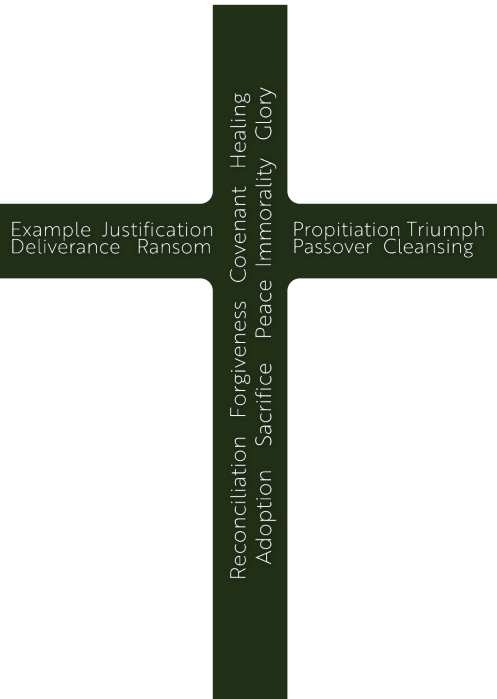 Example Justification
Deliverance Ransom
Propitiation Triumph
Passover Cleansing
Reconciliation Forgiveness Covenant Healing
Adoption Sacrifice Peace Immorality Glory